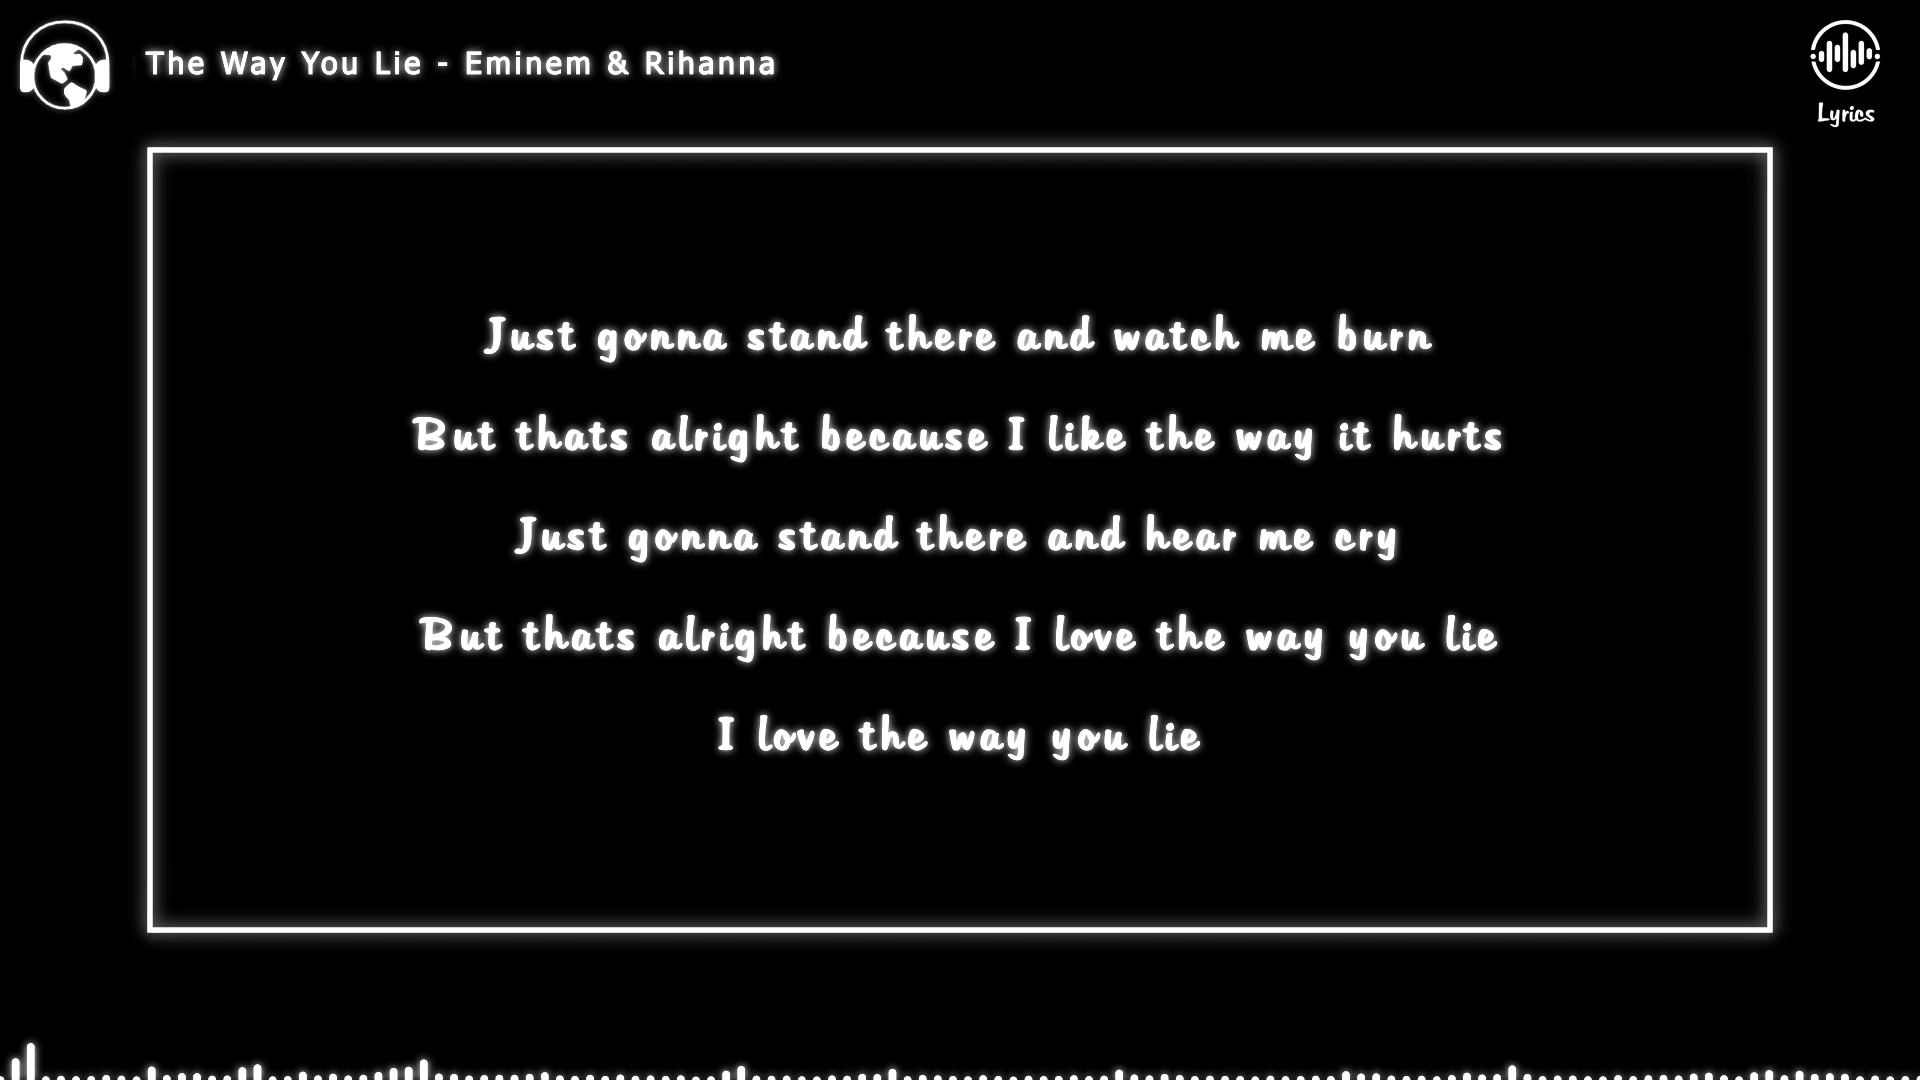 The Way You Lie - Eminem & Rihanna
Lyrics
Just gonna stand there and watch me burn
But thats alright because I like the way it hurts
Just gonna stand there and hear me cry
But thats alright because I love the way you lie
I love the way you lie